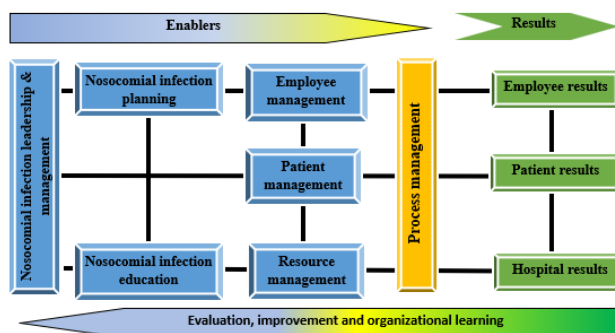 Enablers
Results
Nosocomial infection leadership &
management
Nosocomial infection
planning
Employee
management
Process management
Employee results
Patient
management
Patient results
Nosocomial infection
education
Resource
management
Hospital results
Evaluation, improvement and organizational learning